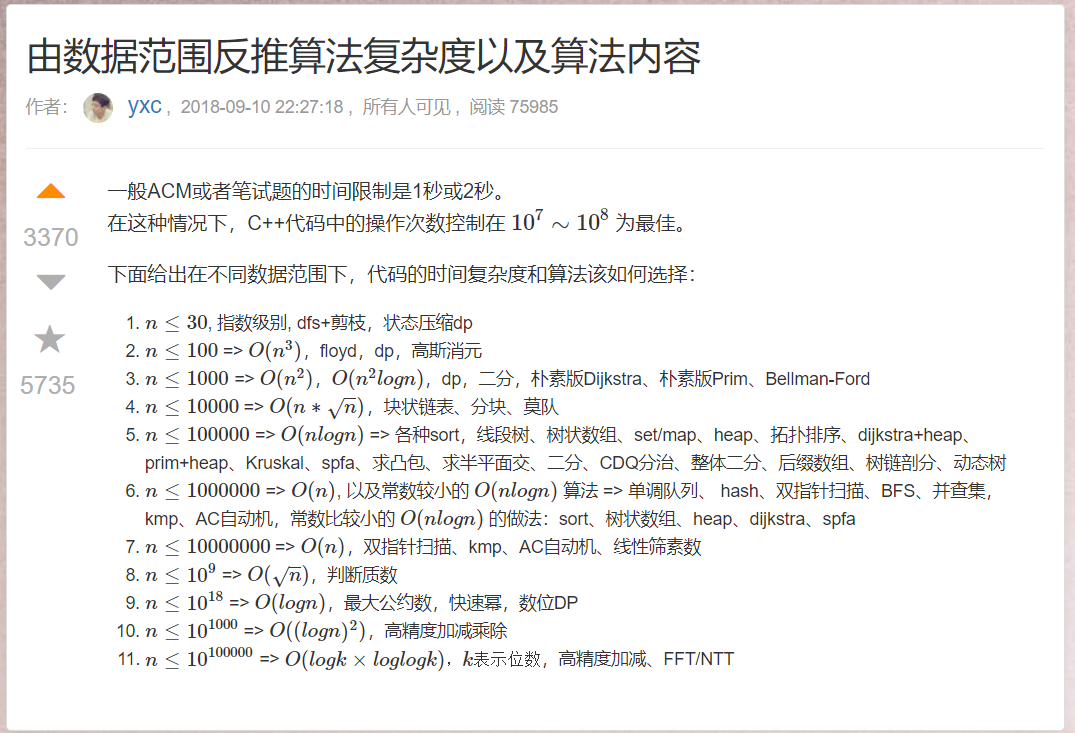 由数据范围反推算法复杂度以及算法内容
作者： yxc， 2018-09-10 22:27:18， 所有人可见， 阅读 75985
一般ACM或者笔试题的时间限制是1秒或2秒。
在这种情况下，C++代码中的操作次数控制在 10^7 ∼ 10^8 为最佳。
3370
下面给出在不同数据范围下，代码的时间复杂度和算法该如何选择：
1. n ≤ 30, 指数级别, dfs+剪枝，状态压缩dp
2. n ≤ 100 => O(n^3)，floyd，dp，高斯消元
3. n ≤ 1000 => O(n^2)，O(n^2logn)，dp，二分，朴素版Dijkstra、朴素版Prim、Bellman-Ford
5735
4. n ≤ 10000 => O(n * √n)，块状链表、分块、莫队
5. n ≤ 100000 => O(nlogn) => 各种sort，线段树、树状数组、set/map、heap、拓扑排序、dijkstra+heap、
prim+heap、Kruskal、spfa、求凸包、求半平面交、二分、CDQ分治、整体二分、后缀数组、树链剖分、动态树
6. n ≤ 1000000 => O(n), 以及常数较小的 O(nlogn) 算法 => 单调队列、 hash、双指针扫描、BFS、并查集，
kmp、AC自动机，常数比较小的 O(nlogn) 的做法：sort、树状数组、heap、dijkstra、spfa
7. n ≤ 10000000 => O(n)，双指针扫描、kmp、AC自动机、线性筛素数
8. n ≤ 10^9 => O(√n)，判断质数
9. n ≤ 10^18 => O(logn)，最大公约数，快速幂，数位DP
10. n ≤ 10^1000 => O((logn)^2)，高精度加减乘除
11. n ≤ 10^100000 => O(logk × loglogk)，k表示位数，高精度加减、FFT/NTT